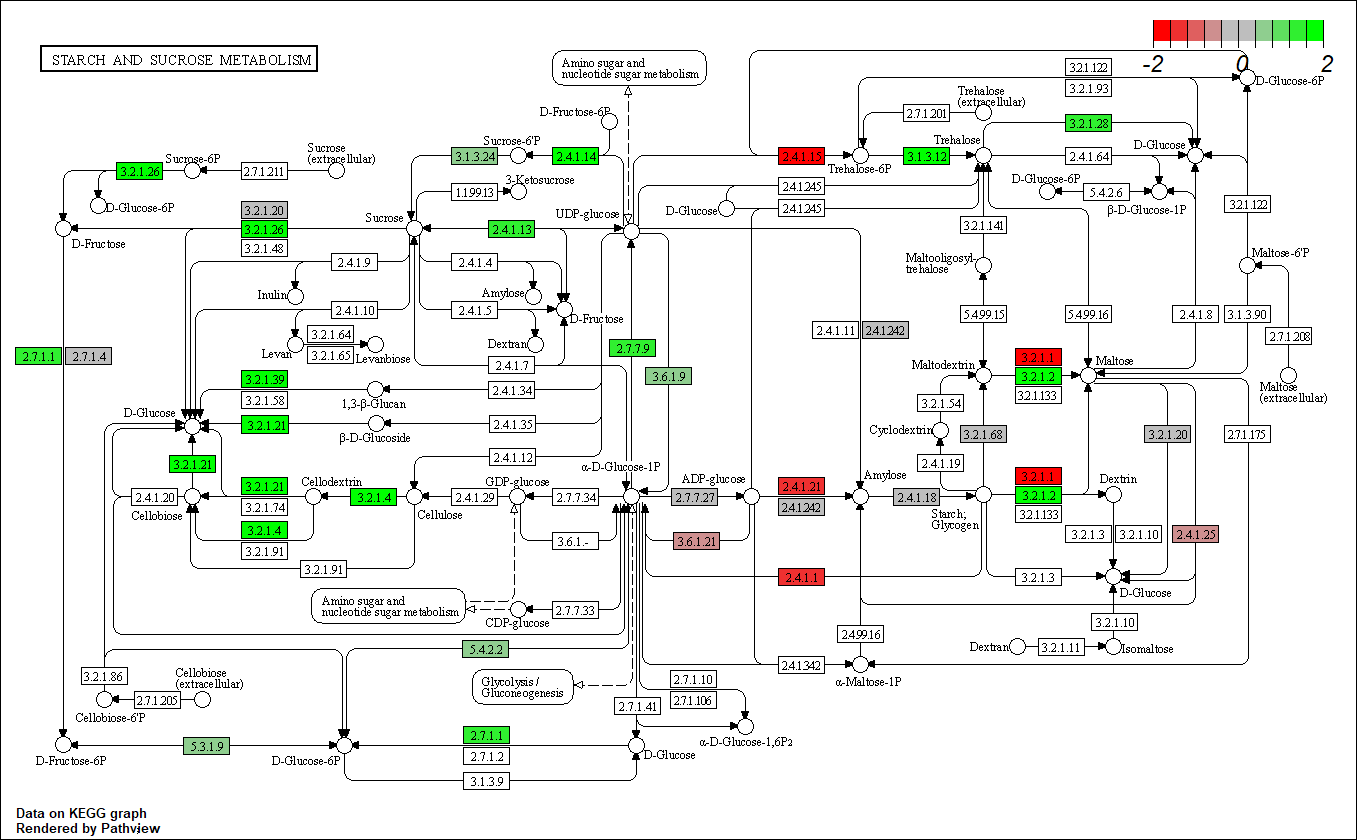 STARCH AND SUCROSE METABOLISM
-2 0 2
Amino sugar and
nucleotide sugar metabolism
D-Fructose-6P
Sucrose-6'P
3.1.3.24
2.4.1.14
3-Ketosucrose
1.1.99.13
UDP-glucose
Sucrose
(extracellular)
Sucrose-6P
3.2.1.26
2.7.1.211
D-Glucose-6P
D-Fructose
3.2.1.20
3.2.1.26
3.2.1.48
Sucrose
2.4.1.13
2.4.1.9
2.4.1.4
Inulin
Amylose
2.4.1.10
2.4.1.5
D-Fructose
3.2.1.64
3.2.1.65
Levan
Levanbiose
Dextran
2.4.1.7
2.7.1.1
2.7.1.4
2.7.7.9
3.6.1.9
3.2.1.39
3.2.1.58
1,3-β-Glucan
2.4.1.34
D-Glucose
3.2.1.21
β-D-Glucoside
2.4.1.35
2.4.1.12
3.2.1.21
α-D-Glucose-1P
2.4.1.20
Cellobiose
3.2.1.21
3.2.1.74
3.2.1.4
3.2.1.91
Cellodextrin
3.2.1.4
Cellulose
2.4.1.29
GDP-glucose
2.7.7.34
3.6.1.-
3.2.1.91
Amino sugar and
nucleotide sugar metabolism
CDP-glucose
2.7.7.33
5.4.2.2
Glycolysis /
Gluconeogenesis
3.2.1.86
Cellobiose
(extracellular)
2.7.1.205
Cellobiose-6'P
D-Fructose-6P
5.3.1.9
D-Glucose-6P
2.7.1.1
2.7.1.2
3.1.3.9
D-Glucose
2.7.1.41
2.7.1.10
2.7.1.106
α-D-Glucose-1,6P2
3.2.1.122
3.2.1.93
D-Glucose-6P
Trehalose
(extracellular)
2.7.1.201
3.2.1.28
Trehalose
2.4.1.15
Trehalose-6P
3.1.3.12
2.4.1.64
D-Glucose
2.4.1.245
2.4.1.245
D-Glucose
D-Glucose-6P
5.4.2.6
β-D-Glucose-1P
3.2.1.122
3.2.1.141
Maltooligosyl-
trehalose
Maltose-6'P
5.4.99.15
5.4.99.16
2.4.1.8
3.1.3.90
2.4.1.11
2.4.1.242
2.7.1.208
Maltodextrin
3.2.1.1
3.2.1.2
3.2.1.133
Maltose
Maltose
(extracellular)
3.2.1.54
Cyclodextrin
3.2.1.68
3.2.1.20
2.7.1.175
2.4.1.19
ADP-glucose
2.7.7.27
2.4.1.21
2.4.1.242
Amylose
2.4.1.18
Starch;
Glycogen
3.2.1.1
3.2.1.2
3.2.1.133
Dextrin
3.2.1.3
3.2.1.10
2.4.1.25
3.6.1.21
2.4.1.1
3.2.1.3
D-Glucose
3.2.1.10
2.4.99.16
Dextran
3.2.1.11
Isomaltose
2.4.1.342
α-Maltose-1P
Data on KEGG graph
Rendered by Pathview